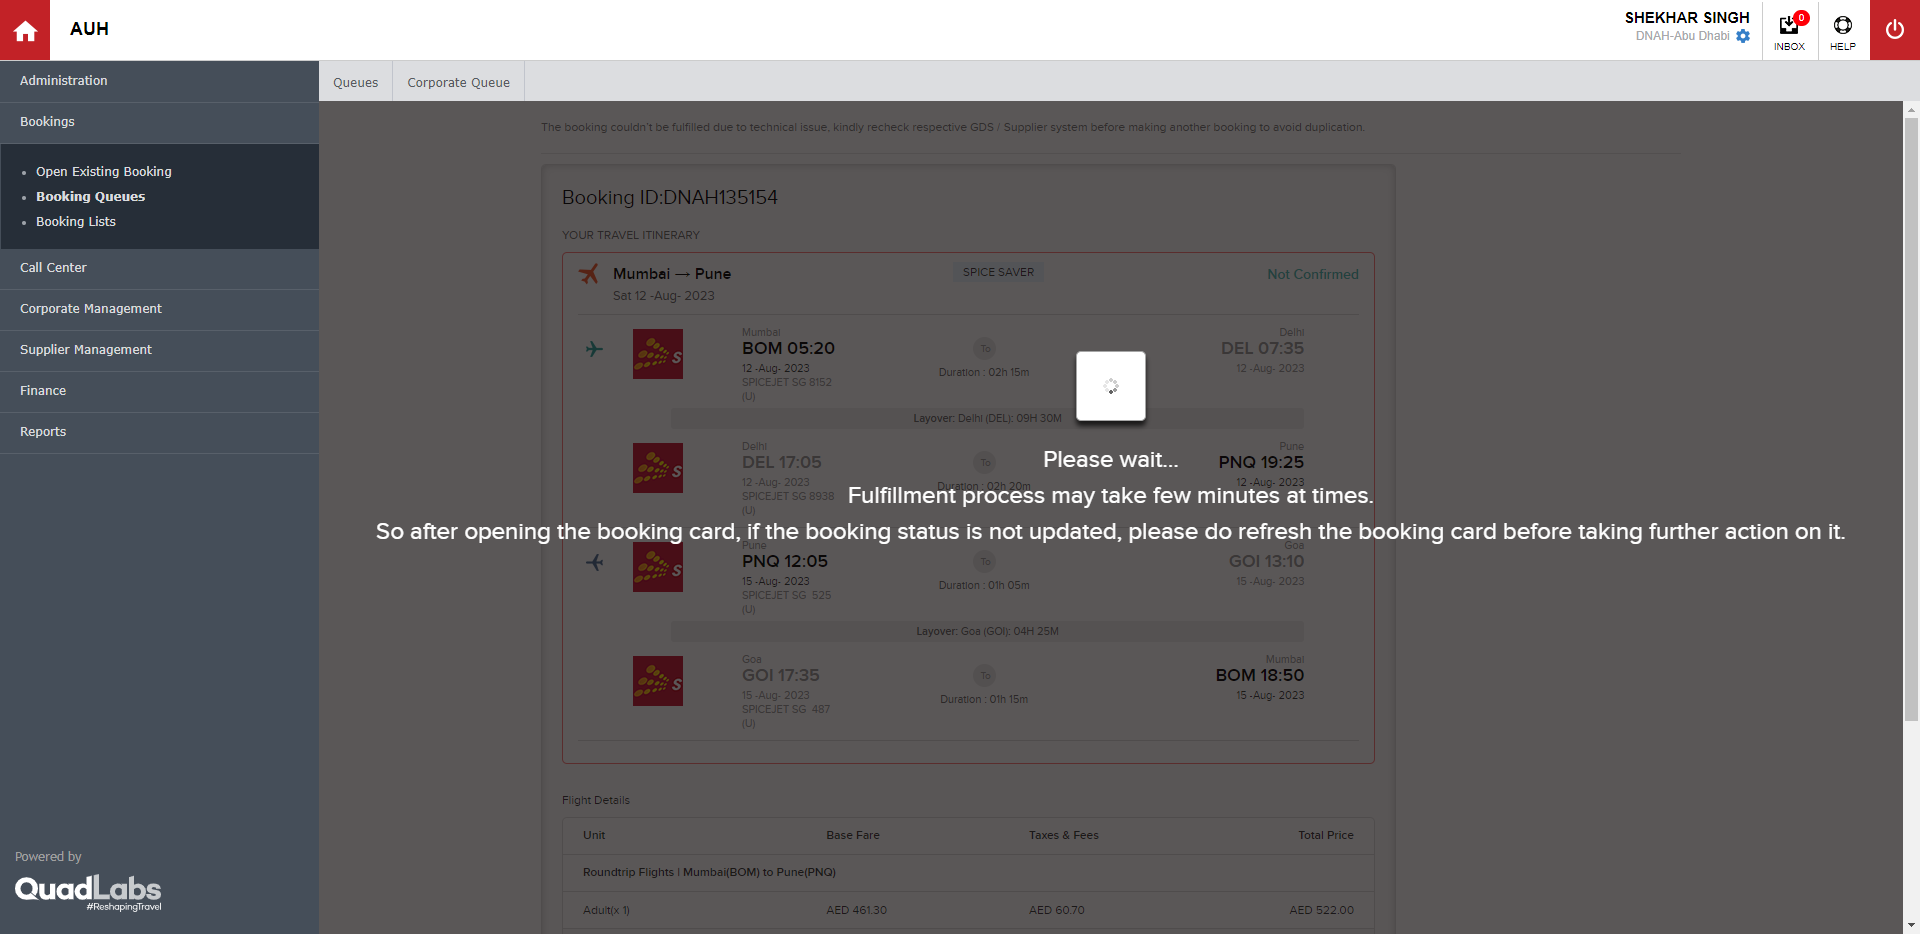 AUH
SHEKHAR SINGH
DNAH-Abu Dhabi
0
INBOX
HELP
Administration
Bookings
Open Existing Booking
Booking Queues
Booking Lists
Call Center
Corporate Management
Supplier Management
Finance
Reports
Powered by
QuadLabs
#ReshapingTravel
Queues
Corporate Queue
The booking couldn't be fulfilled due to technical issue, kindly recheck respective GDS / Supplier system before making another booking to avoid duplication.
Booking ID:DNAH135154
YOUR TRAVEL ITINERARY
Mumbai → Pune
SPICE SAVER
Not Confirmed
Sat 12 -Aug- 2023
Mumbai
BOM 05:20
12 -Aug- 2023
SPICEJET SG 8152
(U)
To
Duration : 02h 15m
Delhi
DEL 07:35
12 -Aug- 2023
Layover: Delhi (DEL): 09H 30M
Delhi
DEL 17:05
12 -Aug- 2023
SPICEJET SG 8938
(U)
To
Duration : 02h 20m
Pune
PNQ 19:25
12 -Aug- 2023
Please wait...
Fulfillment process may take few minutes at times.
So after opening the booking card, if the booking status is not updated, please do refresh the booking card before taking further action on it.
Pune
PNQ 12:05
15 -Aug- 2023
SPICEJET SG 525
(U)
To
Duration : 01h 05m
Goa
GOI 13:10
15 -Aug- 2023
Layover: Goa (GOI): 04H 25M
Goa
GOI 17:35
15 -Aug- 2023
SPICEJET SG 487
(U)
To
Duration : 01h 15m
Mumbai
BOM 18:50
15 -Aug- 2023
Flight Details
Unit Base Fare Taxes & Fees Total Price
Roundtrip Flights | Mumbai(BOM) to Pune(PNQ)
Adult(x 1) AED 461.30 AED 60.70 AED 522.00